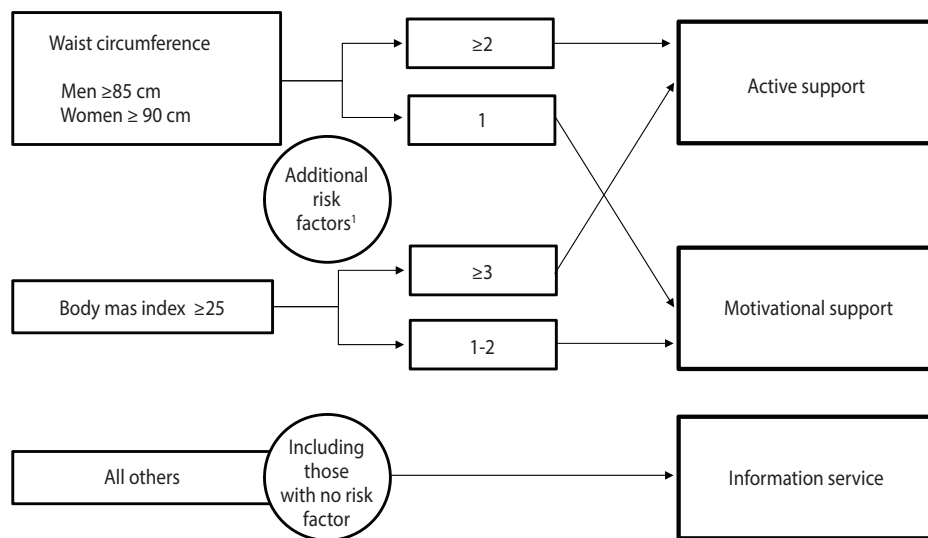 Waist circumference
Men ≥85 cm
Women ≥ 90 cm
≥2
1
Active support
Additional
risk
factors¹
Body mas index ≥25
≥3
1-2
Motivational support
All others
Including
those
with no risk
factor
Information service